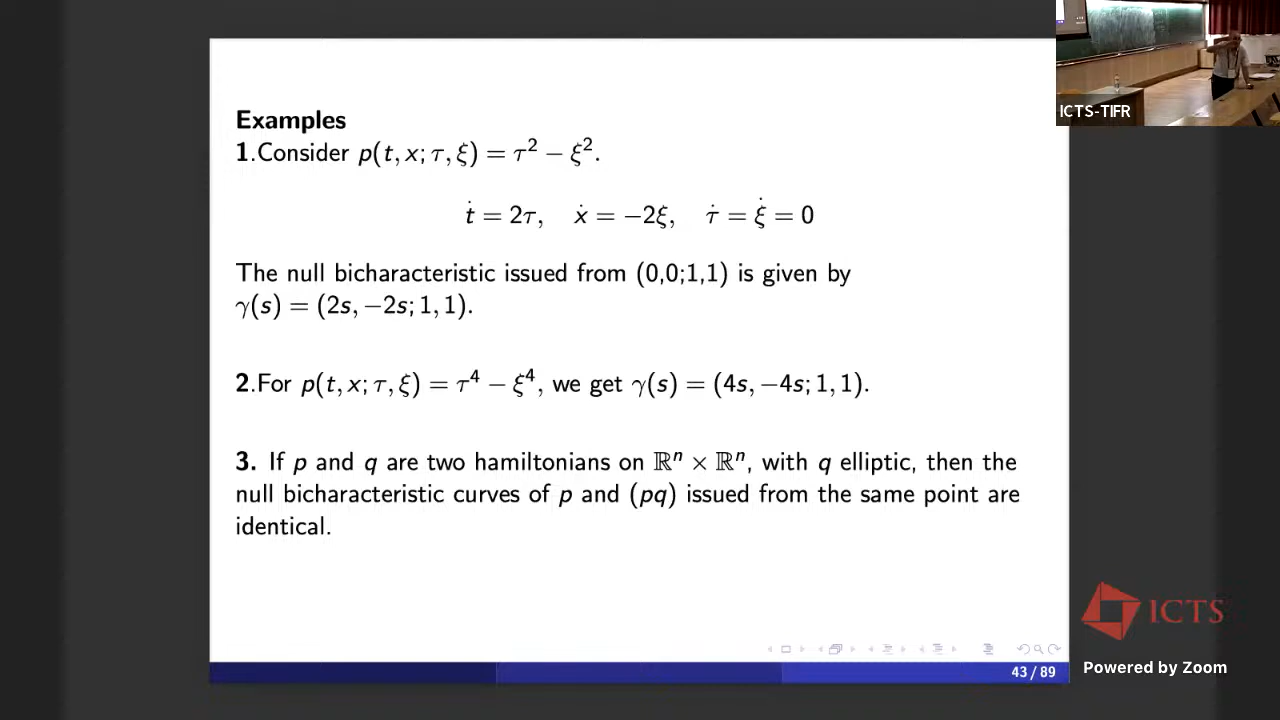 Examples
1.Consider p(t, x; τ, ξ) = τ² − ξ².
ṫ = 2τ, ẋ = −2ξ, τ̇ = ξ̇ = 0
The null bicharacteristic issued from (0,0;1,1) is given by
γ(s) = (2s, −2s; 1, 1).
2.For p(t, x; τ, ξ) = τ⁴ − ξ⁴, we get γ(s) = (4s, −4s; 1, 1).
3. If p and q are two hamiltonians on ℝⁿ × ℝⁿ, with q elliptic, then the
null bicharacteristic curves of p and (pq) issued from the same point are
identical.
43 / 89
ICTS-TIFR
ICTS
Powered by Zoom